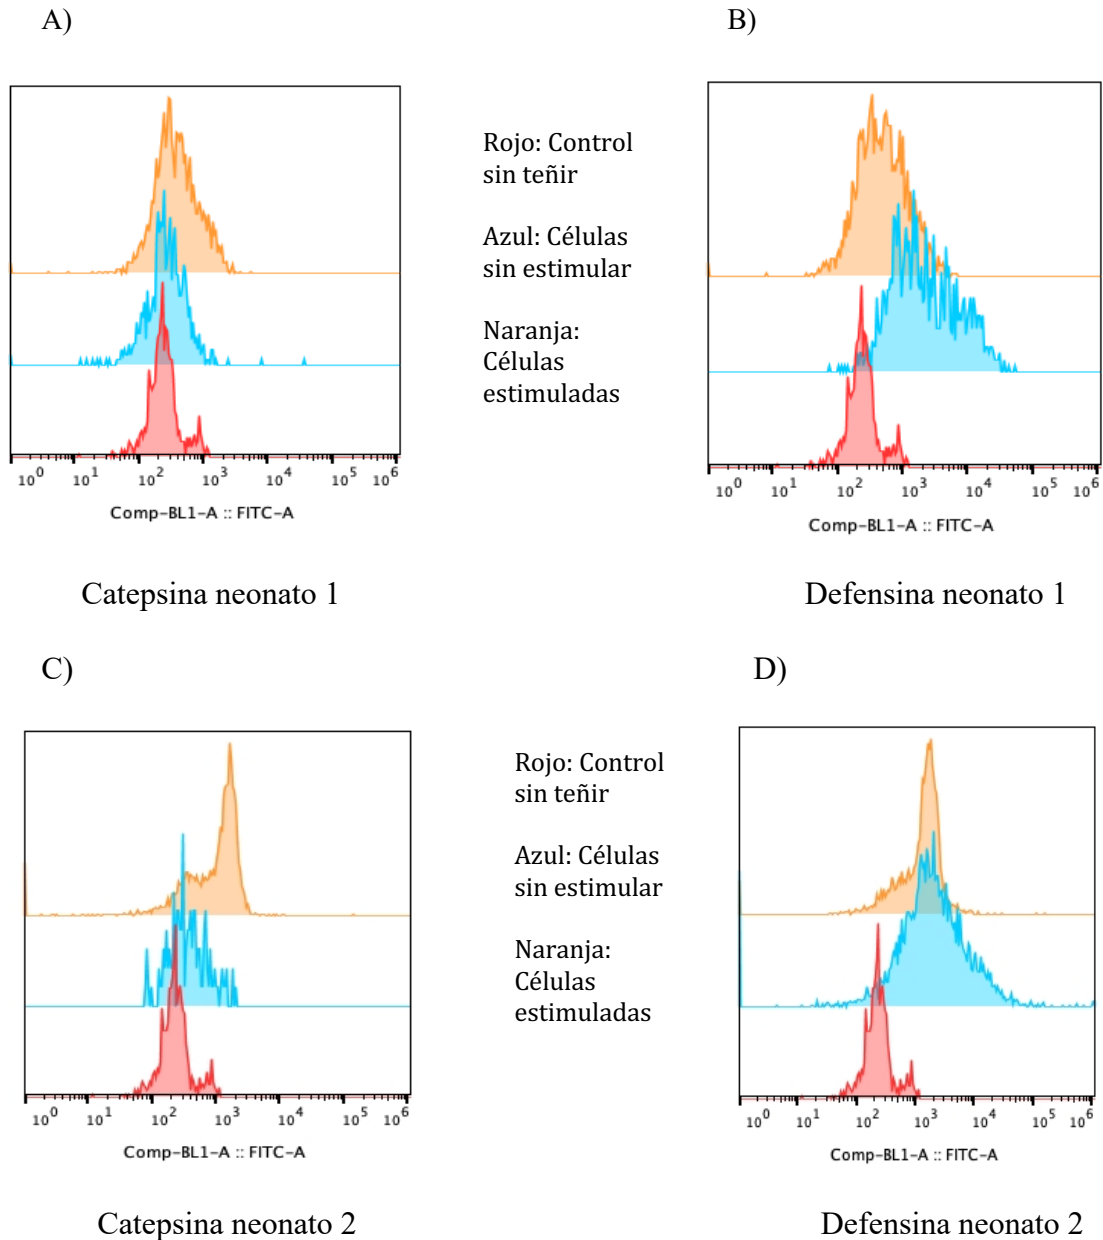 A)
B)
Rojo: Control
sin teñir
Azul: Células
sin estimular
Naranja:
Células
estimuladas
10^0 10^1 10^2 10^3 10^4 10^5 10^6
Comp-BL1-A :: FITC-A
10^0 10^1 10^2 10^3 10^4 10^5 10^6
Comp-BL1-A :: FITC-A
Catepsina neonato 1
Defensina neonato 1
C)
D)
Rojo: Control
sin teñir
Azul: Células
sin estimular
Naranja:
Células
estimuladas
10^0 10^1 10^2 10^3 10^4 10^5 10^6
Comp-BL1-A :: FITC-A
10^0 10^1 10^2 10^3 10^4 10^5 10^6
Comp-BL1-A :: FITC-A
Catepsina neonato 2
Defensina neonato 2